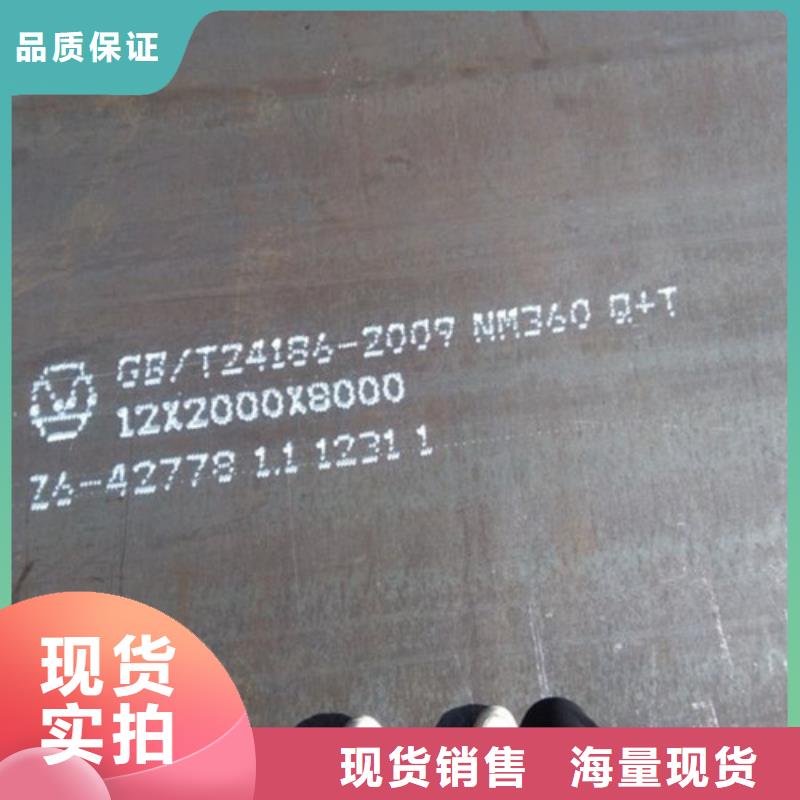 品质保证
GB/T24186-2009 NM360 Q+T
12X2000X8000
Z6-42778 1.1 1231 1
现货
实拍
现货销售 海量现货